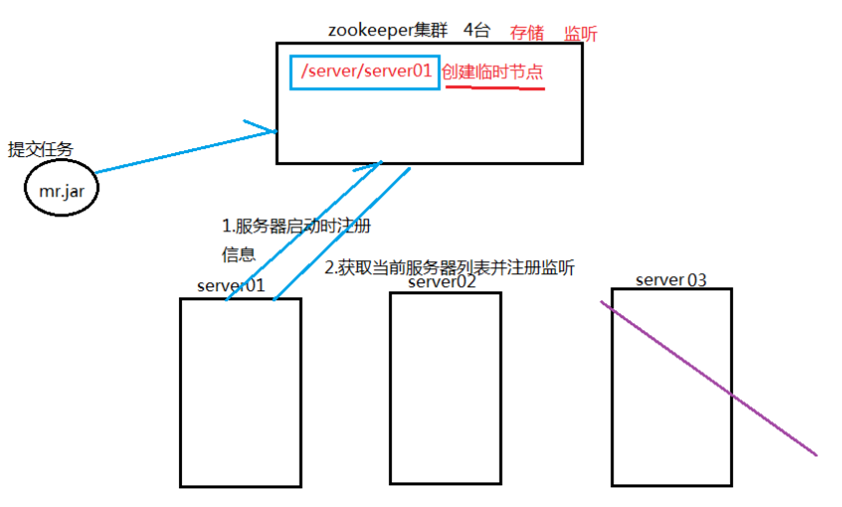 zookeeper集群 4台 存储 监听
/server/server01 创建临时节点
提交任务
mr.jar
1.服务器启动时注册
信息
2.获取当前服务器列表并注册监听
server01
server02
server03